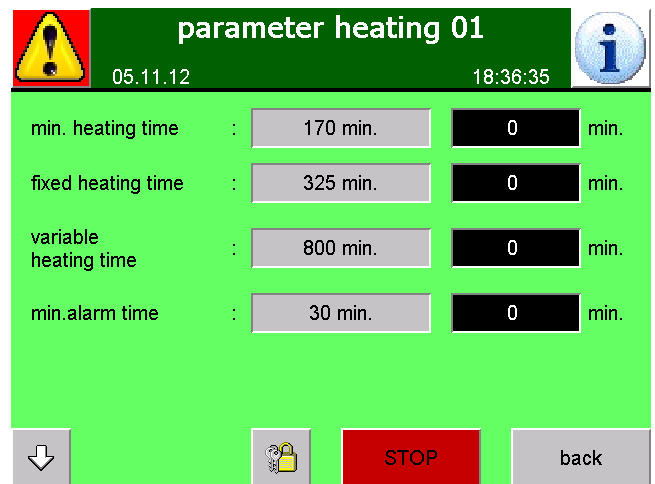 parameter heating 01
05.11.12 18:36:35
min. heating time : 170 min. 0 min.
fixed heating time : 325 min. 0 min.
variable
heating time : 800 min. 0 min.
min.alarm time : 30 min. 0 min.
STOP back